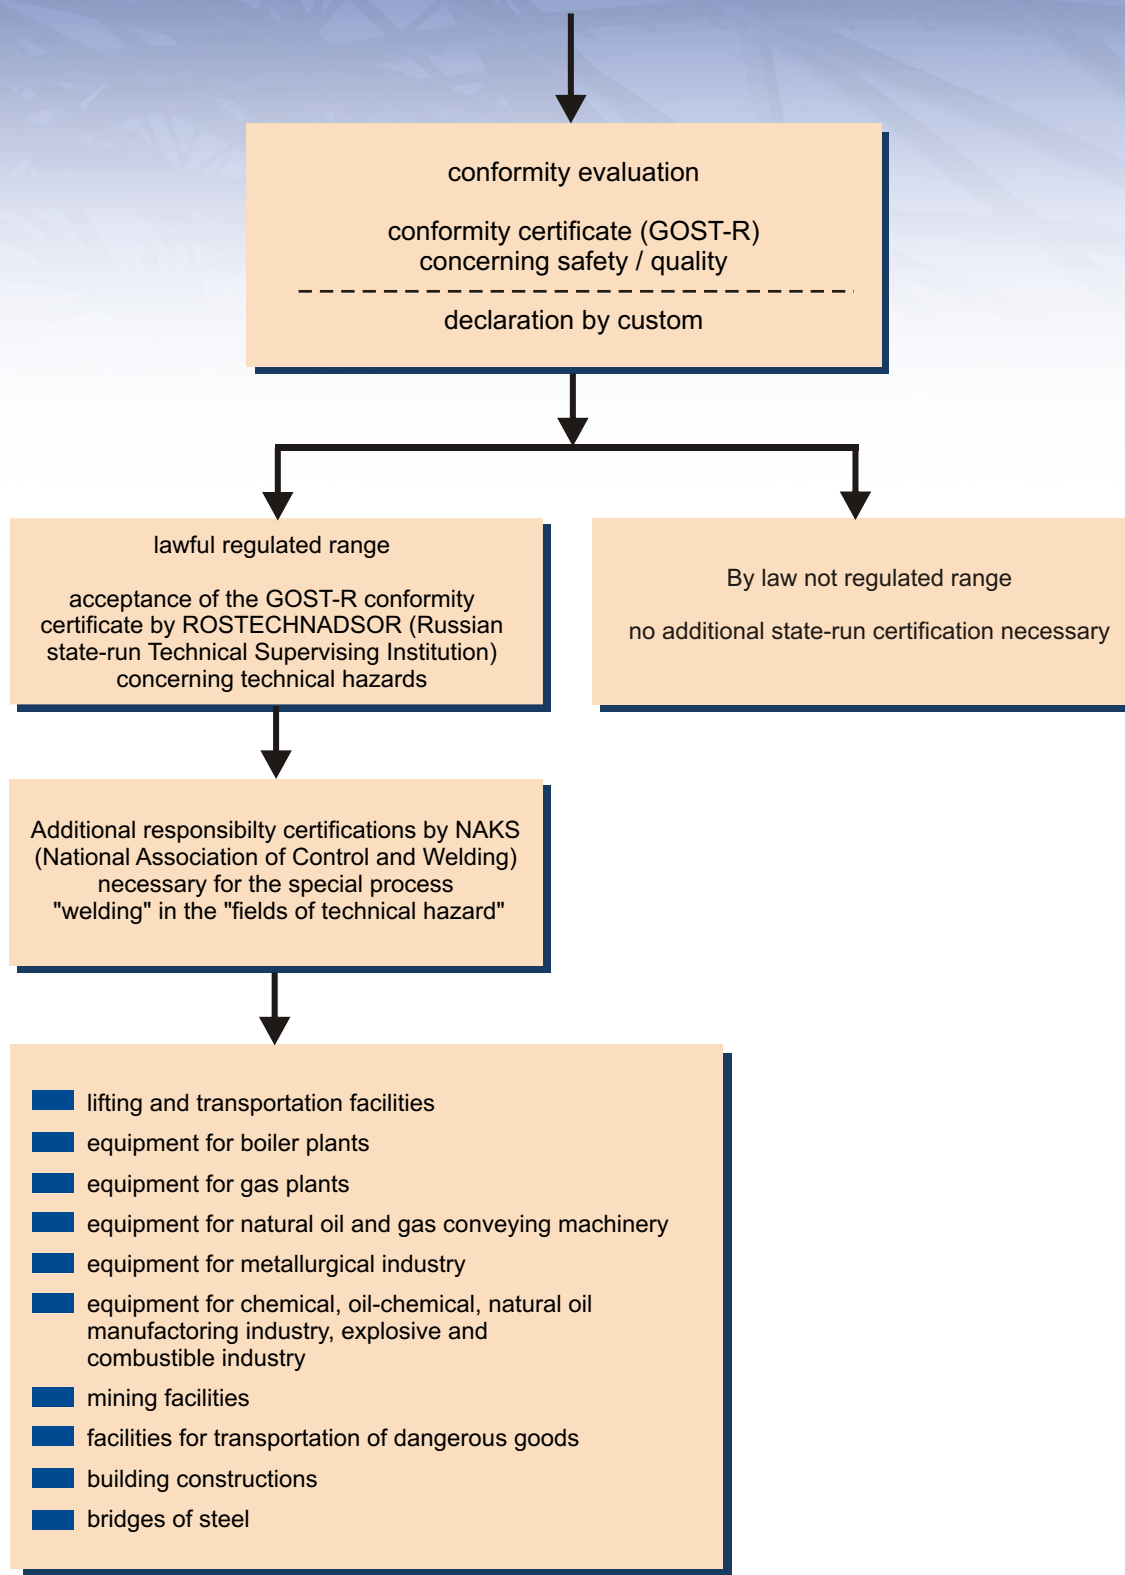 conformity evaluation
conformity certificate (GOST-R)
concerning safety / quality
declaration by custom
lawful regulated range
acceptance of the GOST-R conformity
certificate by ROSTECHNADSOR (Russian
state-run Technical Supervising Institution)
concerning technical hazards
By law not regulated range
no additional state-run certification necessary
Additional responsibilty certifications by NAKS
(National Association of Control and Welding)
necessary for the special process
"welding" in the "fields of technical hazard"
lifting and transportation facilities
equipment for boiler plants
equipment for gas plants
equipment for natural oil and gas conveying machinery
equipment for metallurgical industry
equipment for chemical, oil-chemical, natural oil
manufactoring industry, explosive and
combustible industry
mining facilities
facilities for transportation of dangerous goods
building constructions
bridges of steel